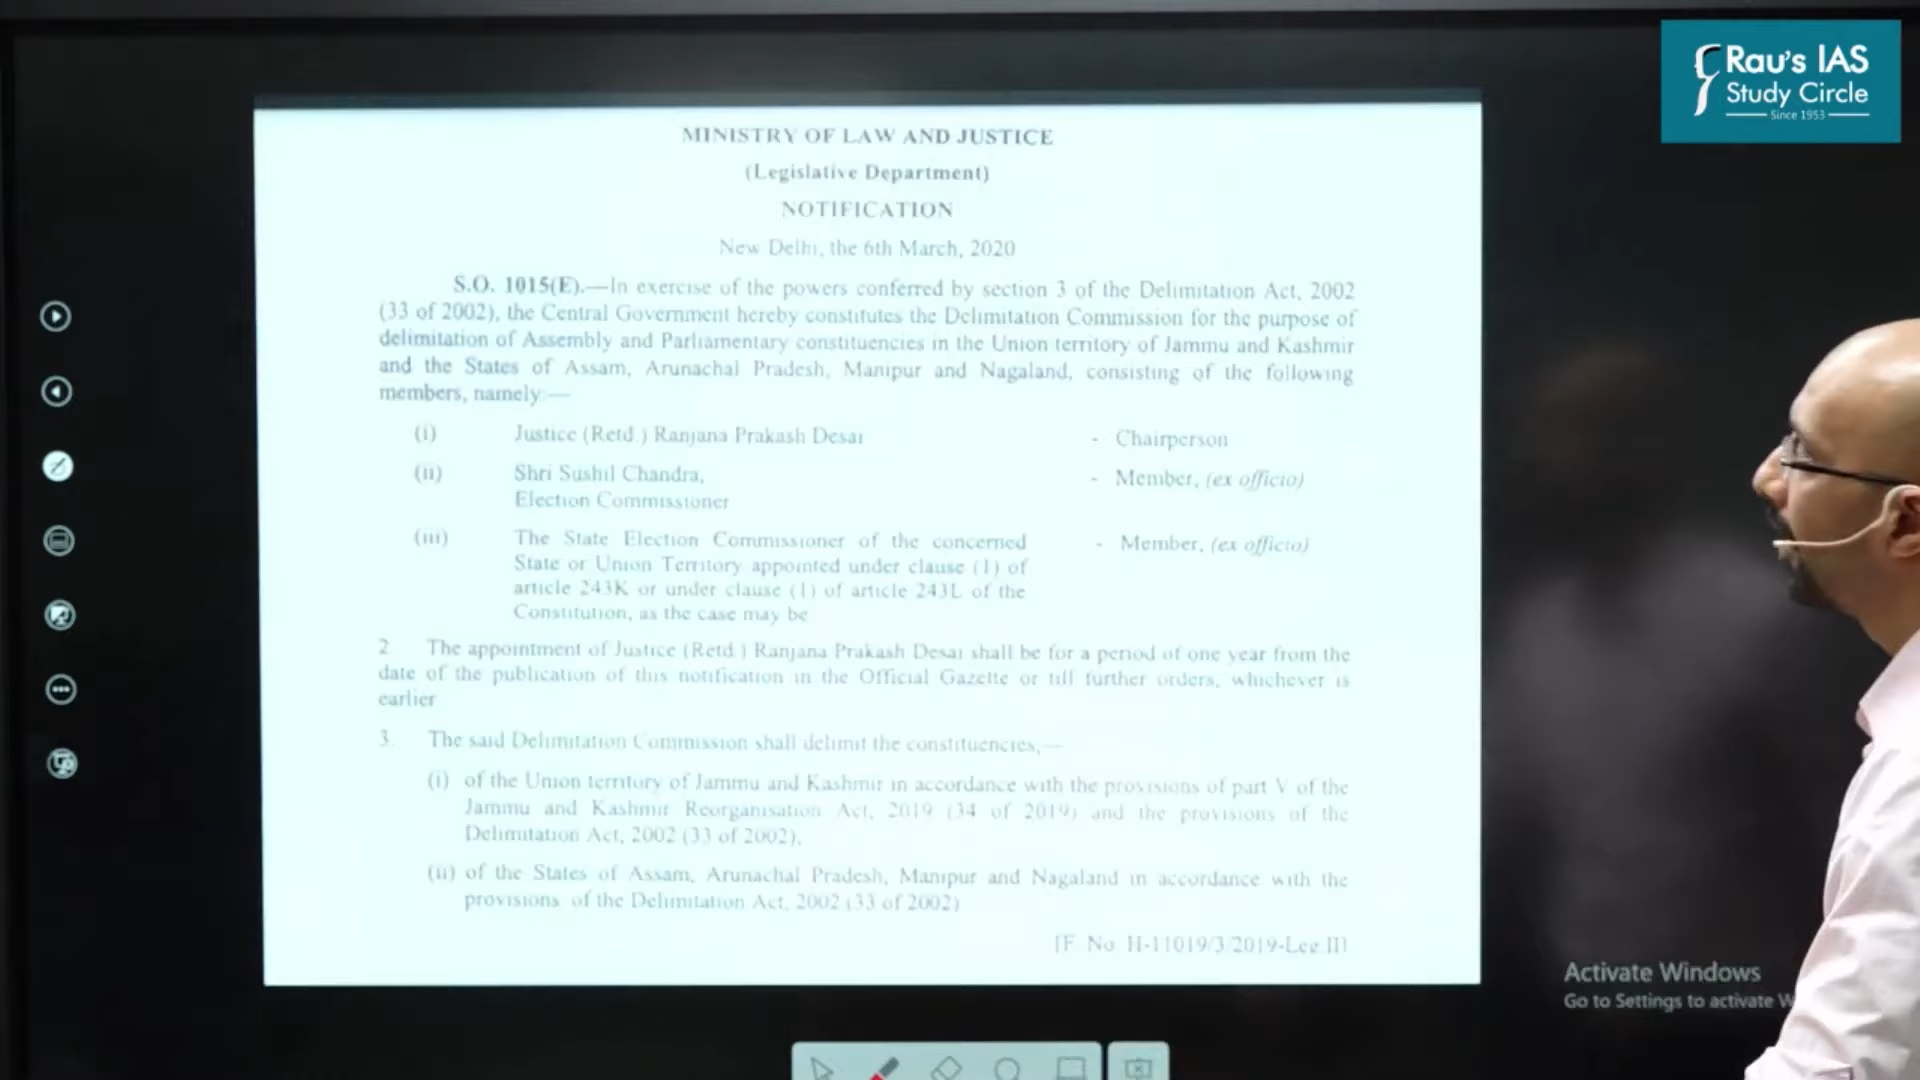 Rau's IAS
Study Circle
Since 1953
MINISTRY OF LAW AND JUSTICE
(Legislative Department)
NOTIFICATION
New Delhi, the 6th March, 2020
S.O. 1015(E).—In exercise of the powers conferred by section 3 of the Delimitation Act, 2002
(33 of 2002), the Central Government hereby constitutes the Delimitation Commission for the purpose of
delimitation of Assembly and Parliamentary constituencies in the Union territory of Jammu and Kashmir
and the States of Assam, Arunachal Pradesh, Manipur and Nagaland, consisting of the following
members, namely:—
(i) Justice (Retd.) Ranjana Prakash Desai - Chairperson
(ii) Shri Sushil Chandra, - Member, (ex officio)
Election Commissioner
(iii) The State Election Commissioner of the concerned - Member, (ex officio)
State or Union Territory appointed under clause (1) of
article 243K or under clause (1) of article 243L of the
Constitution, as the case may be
2 The appointment of Justice (Retd.) Ranjana Prakash Desai shall be for a period of one year from the
date of the publication of this notification in the Official Gazette or till further orders, whichever is
earlier
3. The said Delimitation Commission shall delimit the constituencies,—
(i) of the Union territory of Jammu and Kashmir in accordance with the provisions of part V of the
Jammu and Kashmir Reorganisation Act, 2019 (34 of 2019) and the provisions of the
Delimitation Act, 2002 (33 of 2002),
(ii) of the States of Assam, Arunachal Pradesh, Manipur and Nagaland in accordance with the
provisions of the Delimitation Act, 2002 (33 of 2002)
[F. No. H-11019/3/2019-Leg.II]
Activate Windows
Go to Settings to activate W